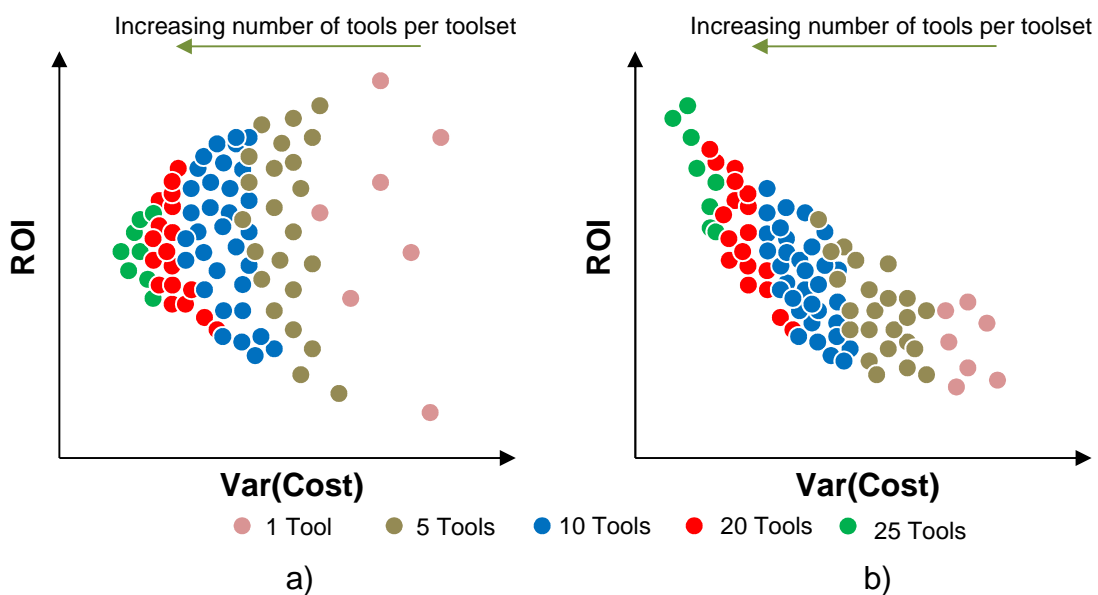 Increasing number of tools per toolset
Increasing number of tools per toolset
ROI
ROI
Var(Cost)
Var(Cost)
1 Tool
5 Tools
10 Tools
20 Tools
25 Tools
a)
b)